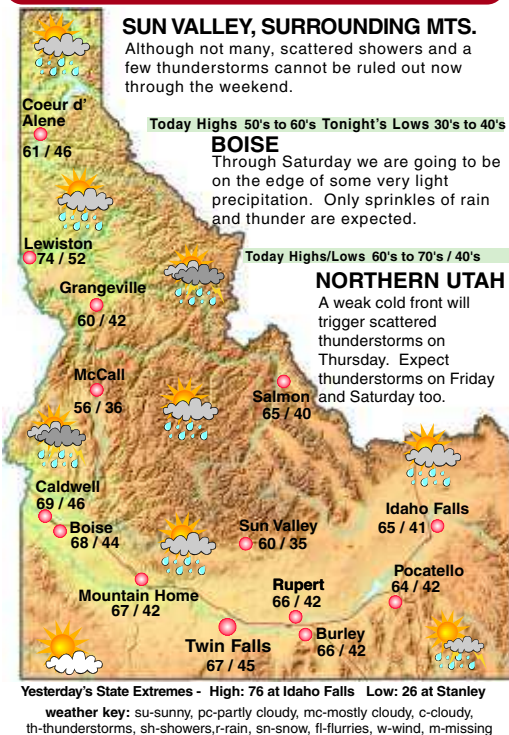 SUN VALLEY, SURROUNDING MTS.
Although not many, scattered showers and a
few thunderstorms cannot be ruled out now
through the weekend.
Today Highs 50's to 60's Tonight's Lows 30's to 40's
BOISE
Through Saturday we are going to be
on the edge of some very light
precipitation. Only sprinkles of rain
and thunder are expected.
Today Highs/Lows 60's to 70's / 40's
NORTHERN UTAH
A weak cold front will
trigger scattered
thunderstorms on
Thursday. Expect
thunderstorms on Friday
and Saturday too.
Coeur d'
Alene
61 / 46
Lewiston
74 / 52
Grangeville
60 / 42
McCall
56 / 36
Salmon
65 / 40
Caldwell
69 / 46
Boise
68 / 44
Sun Valley
60 / 35
Idaho Falls
65 / 41
Mountain Home
67 / 42
Rupert
66 / 42
Pocatello
64 / 42
Twin Falls
67 / 45
Burley
66 / 42
Yesterday's State Extremes - High: 76 at Idaho Falls Low: 26 at Stanley
weather key: su-sunny, pc-partly cloudy, mc-mostly cloudy, c-cloudy,
th-thunderstorms, sh-showers,r-rain, sn-snow, fl-flurries, w-wind, m-missing